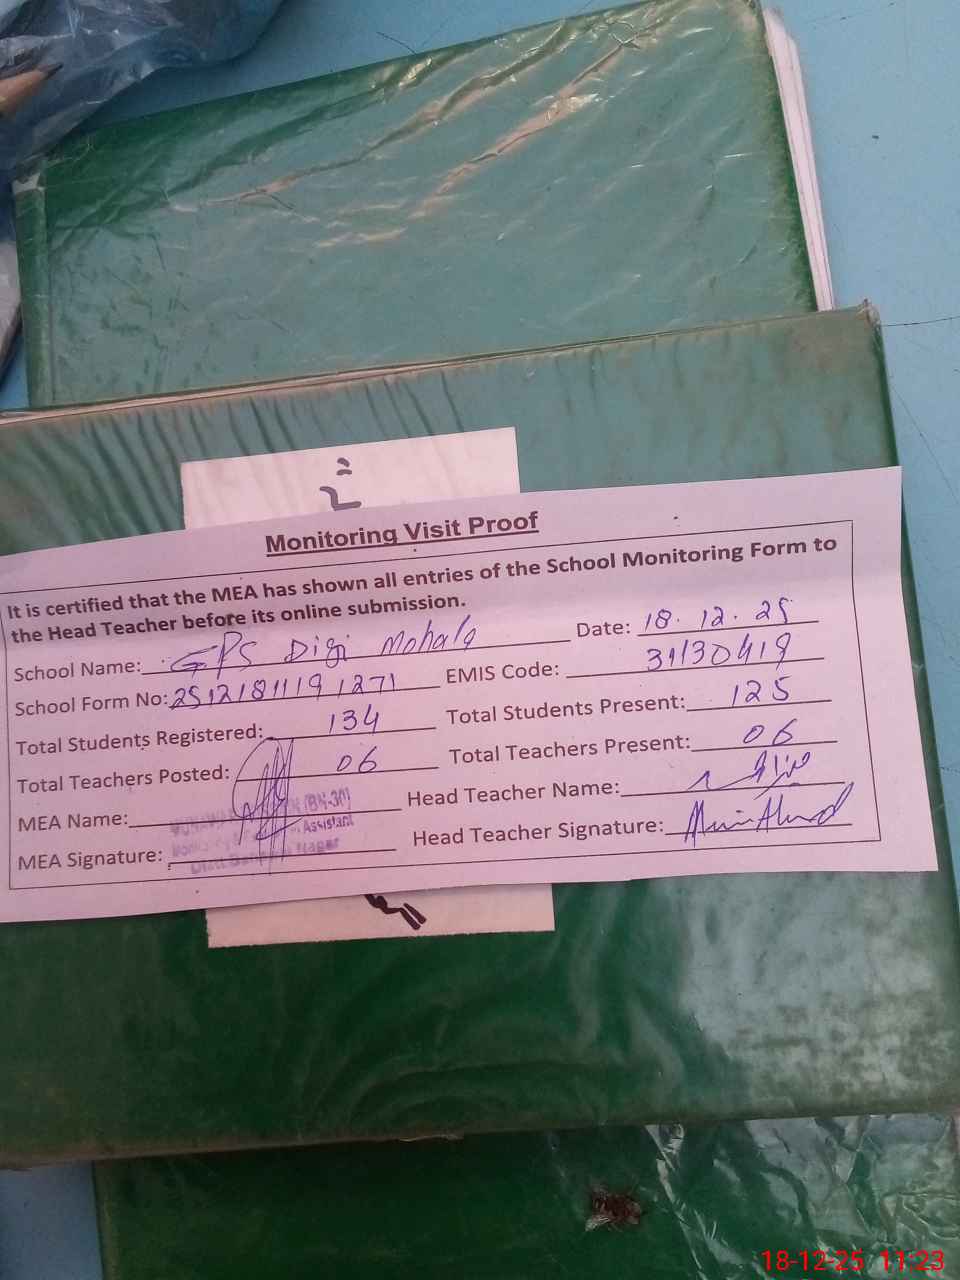 Monitoring Visit Proof
It is certified that the MEA has shown all entries of the School Monitoring Form to
the Head Teacher before its online submission.
School Name: GPS Digi Mohala Date: 18.12.25
School Form No: 2512181119 1271 EMIS Code: 31130419
Total Students Registered: 134 Total Students Present: 125
Total Teachers Posted: 06 Total Teachers Present: 06
MEA Name: Head Teacher Name:
Assistant
MEA Signature: Head Teacher Signature:
18-12-25 11:23